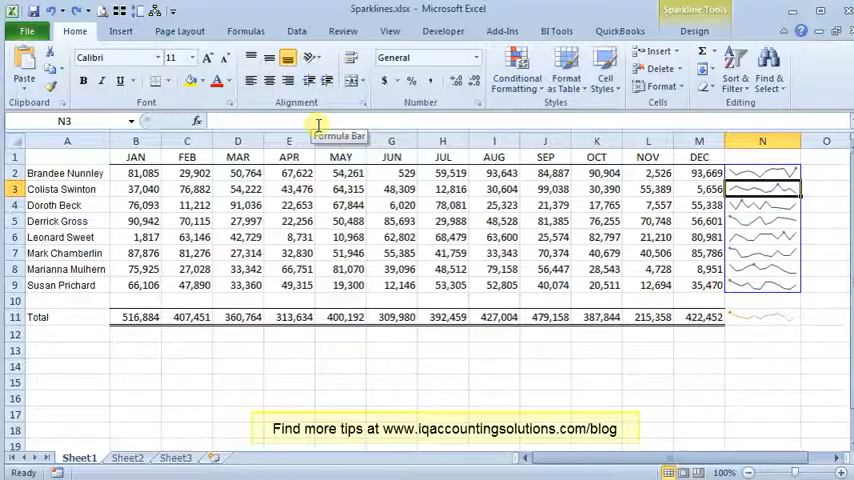 Sparklines.xlsx - Microsoft Excel
Sparkline Tools
File Home Insert Page Layout Formulas Data Review View Developer Add-Ins BI Tools QuickBooks Design
Paste
Calibri 11
B I U A
General
$ % ,
Conditional Formatting
Format as Table
Cell Styles
Insert
Delete
Format
Σ
Sort & Filter
Find & Select
Clipboard Font Alignment Number Styles Cells Editing
N3 fx
Formula Bar
A B C D E F G H I J K L M N O
1 JAN FEB MAR APR MAY JUN JUL AUG SEP OCT NOV DEC
2 Brandee Nunnley 81,085 29,902 50,764 67,622 54,261 529 59,519 93,643 84,887 90,904 2,526 93,669
3 Colista Swinton 37,040 76,882 54,222 43,476 64,315 48,309 12,816 30,604 99,038 30,390 55,389 5,656
4 Doroth Beck 76,093 11,212 91,036 22,653 67,844 6,020 78,081 25,323 21,379 17,765 7,557 55,338
5 Derrick Gross 90,942 70,115 27,997 22,256 50,488 85,693 29,988 48,528 81,385 76,255 70,748 56,601
6 Leonard Sweet 1,817 63,146 42,729 8,731 10,968 62,802 68,479 63,600 25,574 82,797 21,210 80,981
7 Mark Chamberlin 87,876 81,276 27,314 32,830 51,946 55,385 41,759 33,343 70,374 40,679 40,506 85,786
8 Marianna Mulhern 75,925 27,028 33,342 66,751 81,070 39,096 48,512 79,158 56,447 28,543 4,728 8,951
9 Susan Prichard 66,106 47,890 33,360 49,315 19,300 12,146 53,305 52,805 40,074 20,511 12,694 35,470
10
11 Total 516,884 407,451 360,764 313,634 400,192 309,980 392,459 427,004 479,158 387,844 215,358 422,452
12
13
14
15
16
17
18
19
Find more tips at www.iqaccountingsolutions.com/blog
Sheet1 Sheet2 Sheet3
Ready 100%